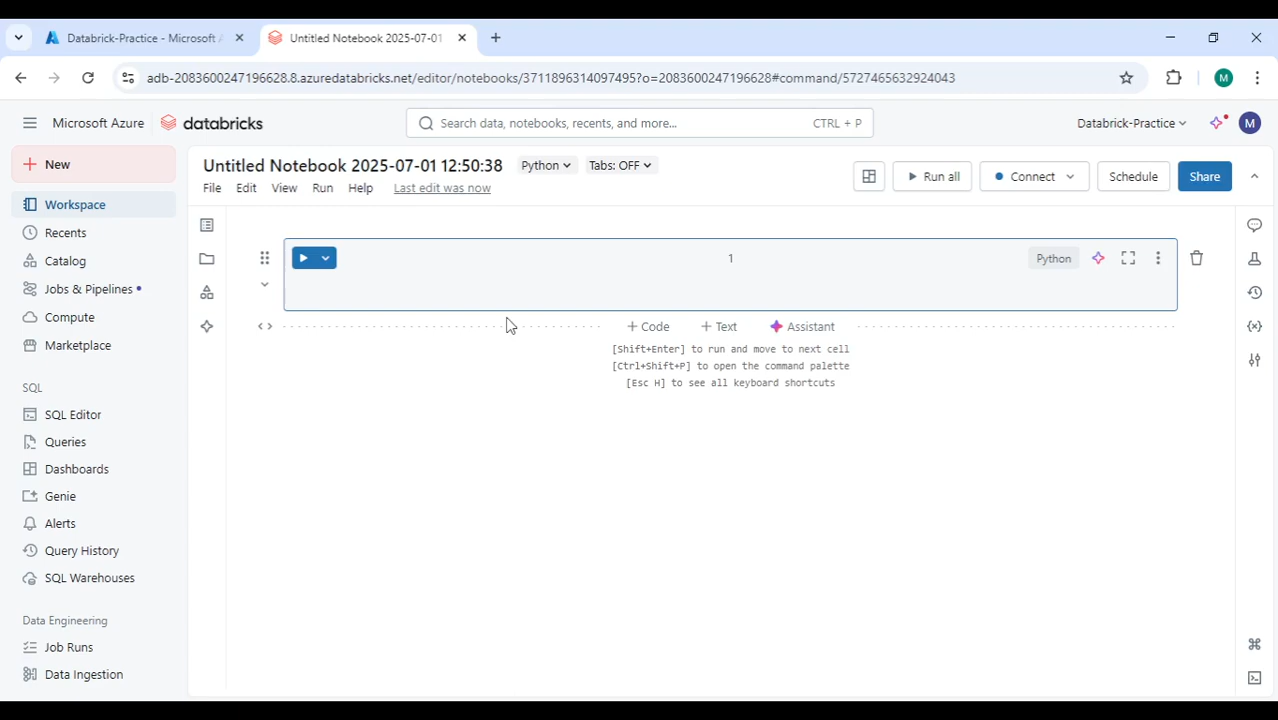 Databrick-Practice - Microsoft A
Untitled Notebook 2025-07-01
adb-2083600247196628.8.azuredatabricks.net/editor/notebooks/3711896314097495?o=2083600247196628#command/5727465632924043
M
Microsoft Azure
databricks
Search data, notebooks, recents, and more...
CTRL + P
Databrick-Practice
M
New
Workspace
Recents
Catalog
Jobs & Pipelines
Compute
Marketplace
SQL
SQL Editor
Queries
Dashboards
Genie
Alerts
Query History
SQL Warehouses
Data Engineering
Job Runs
Data Ingestion
Untitled Notebook 2025-07-01 12:50:38
Python
Tabs: OFF
File Edit View Run Help Last edit was now
Run all
Connect
Schedule
Share
1
Python
+ Code + Text Assistant
[Shift+Enter] to run and move to next cell
[Ctrl+Shift+P] to open the command palette
[Esc H] to see all keyboard shortcuts